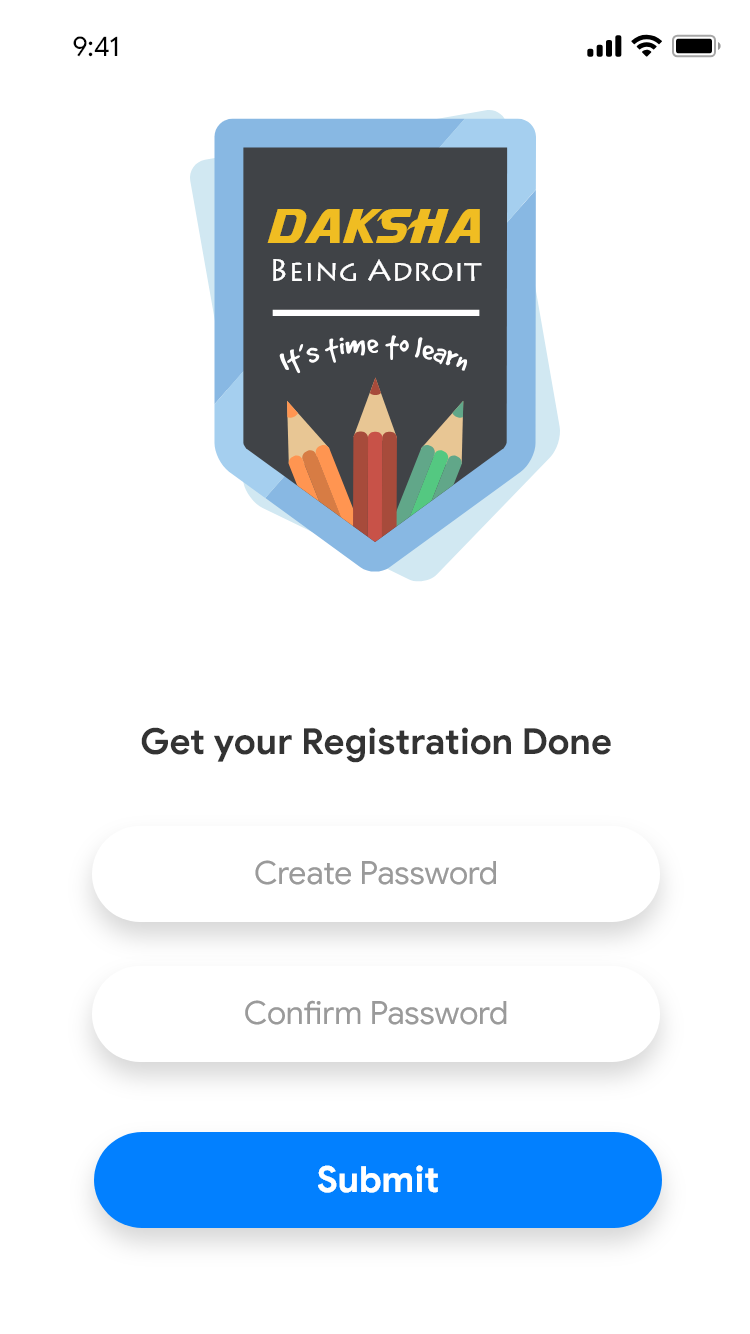 9:41
DAKSHA
BEING ADROIT
It's time to learn
Get your Registration Done
Create Password
Confirm Password
Submit